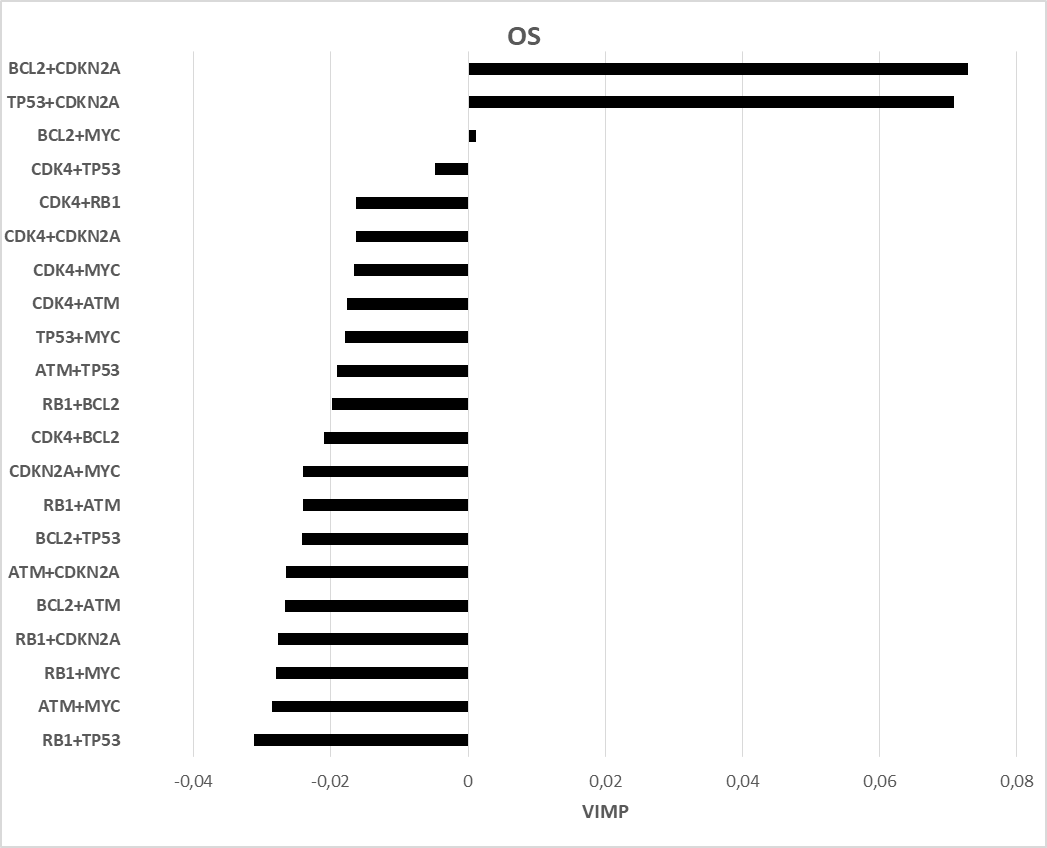 OS
BCL2+CDKN2A
TP53+CDKN2A
BCL2+MYC
CDK4+TP53
CDK4+RB1
CDK4+CDKN2A
CDK4+MYC
CDK4+ATM
TP53+MYC
ATM+TP53
RB1+BCL2
CDK4+BCL2
CDKN2A+MYC
RB1+ATM
BCL2+TP53
ATM+CDKN2A
BCL2+ATM
RB1+CDKN2A
RB1+MYC
ATM+MYC
RB1+TP53
-0,04 -0,02 0 0,02 0,04 0,06 0,08
VIMP